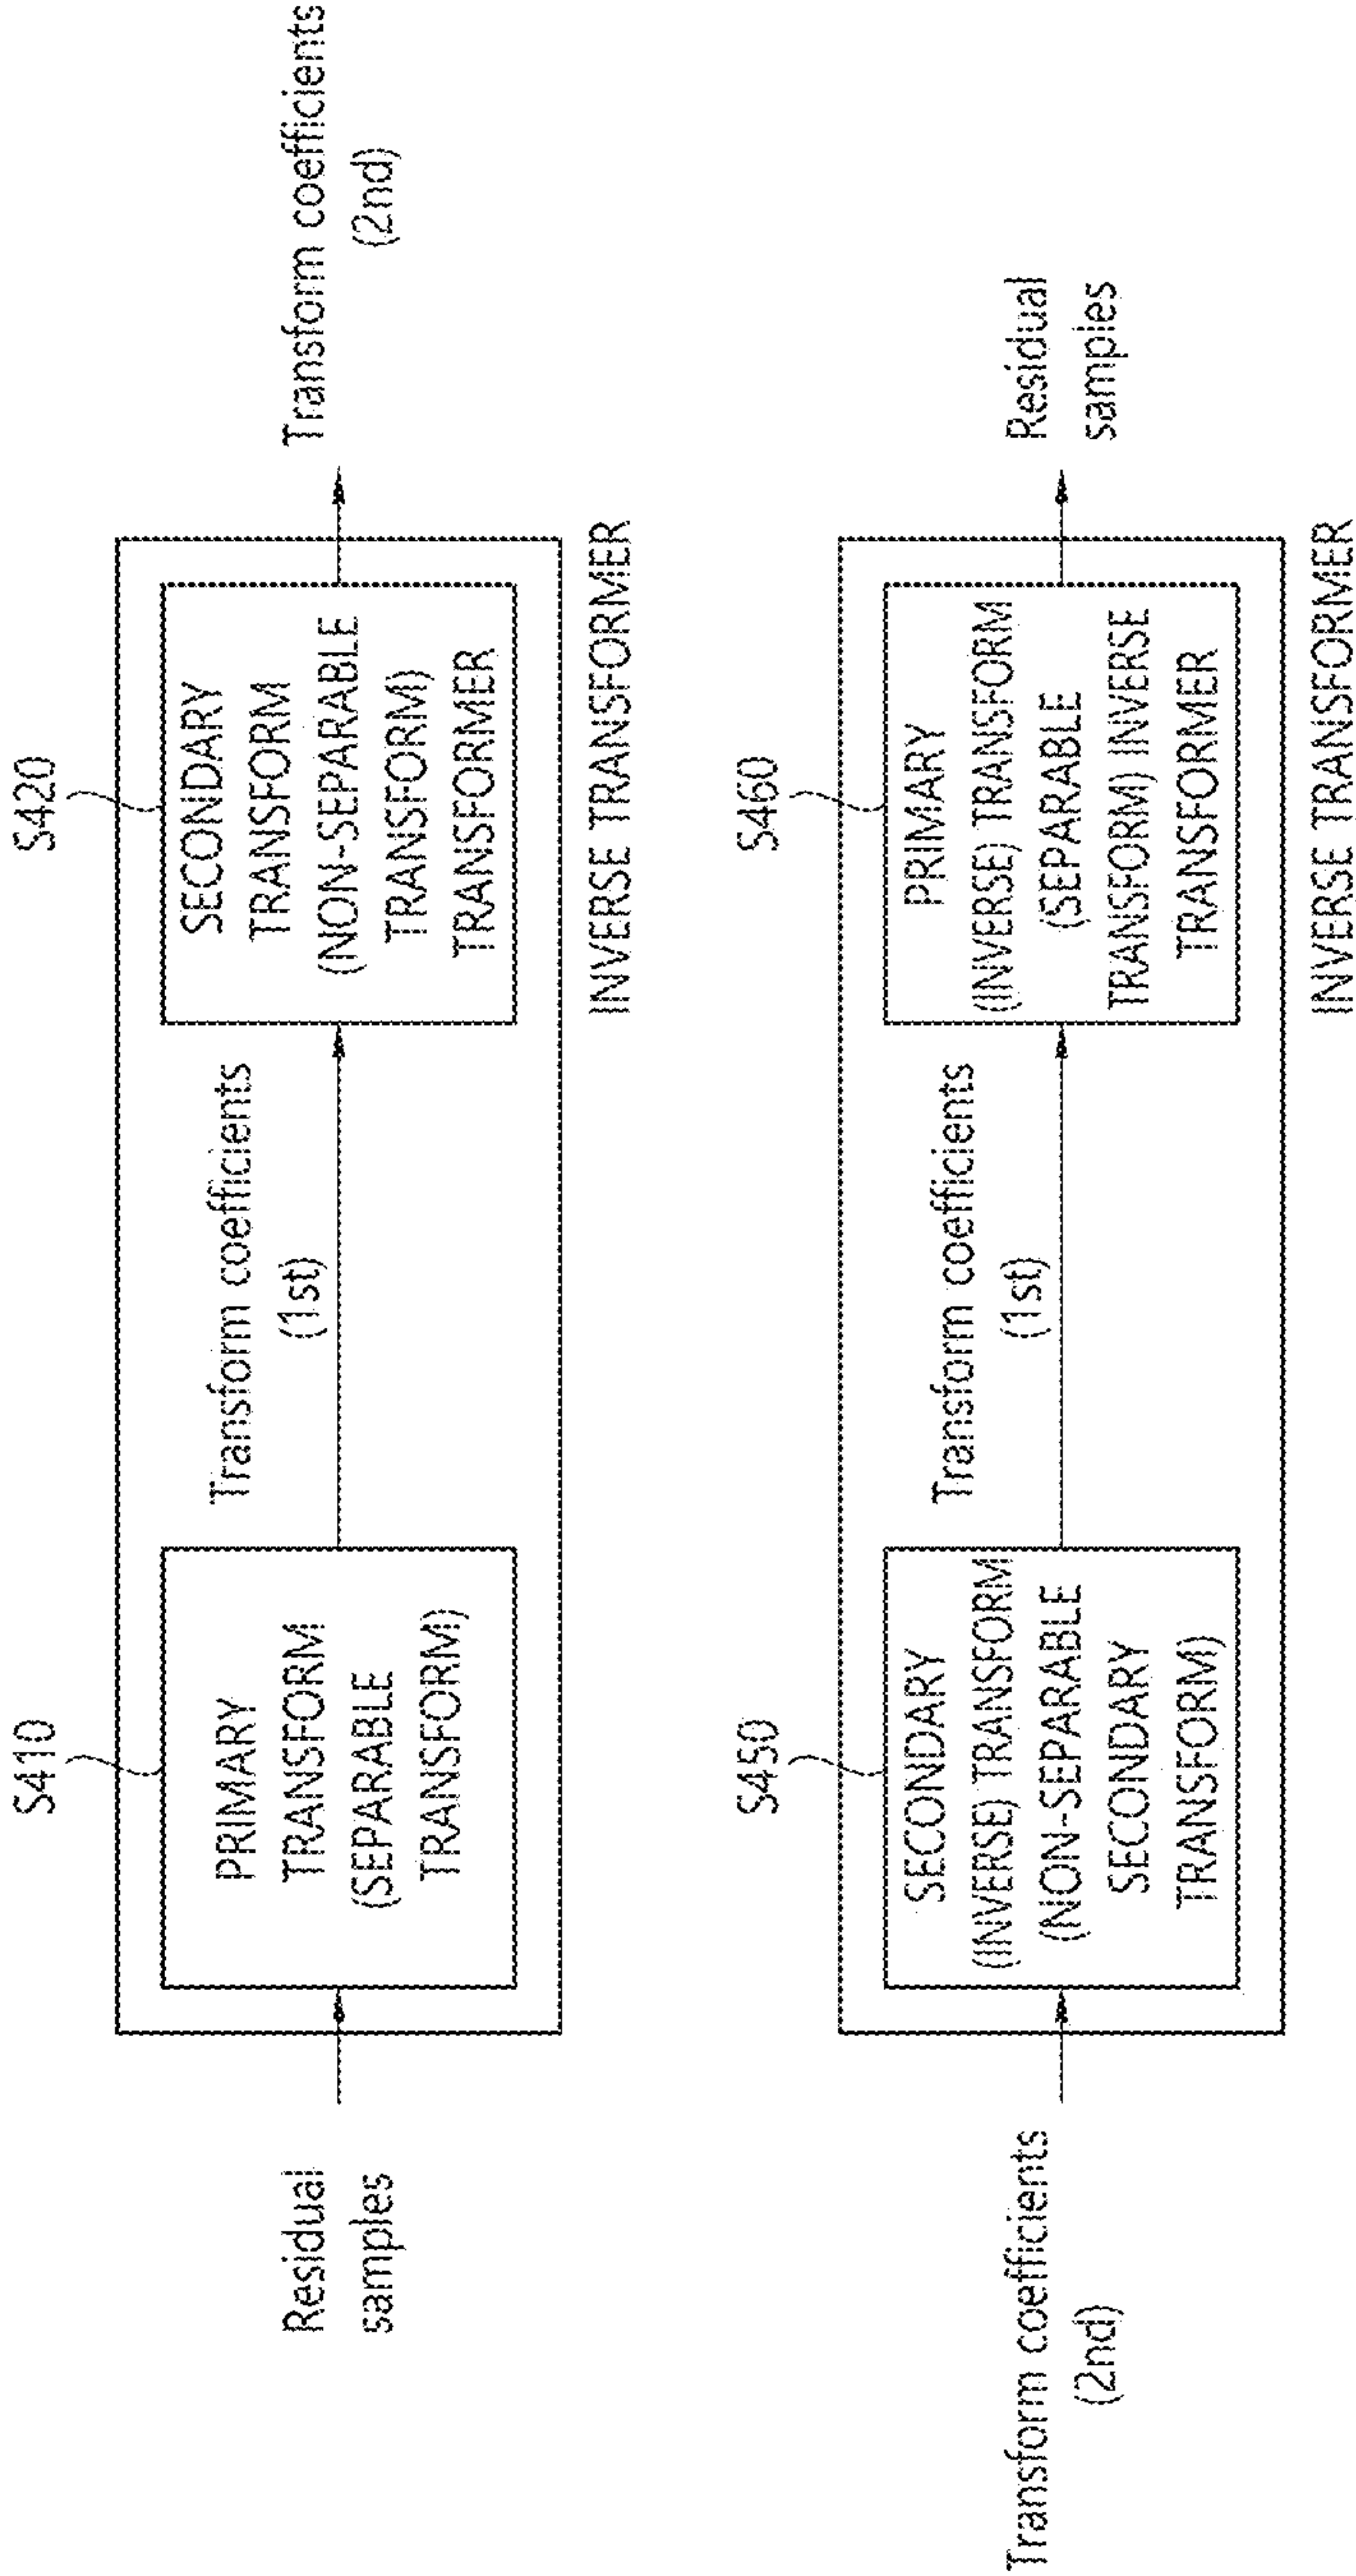 S410
S420
Residual
samples
PRIMARY
TRANSFORM
(SEPARABLE
TRANSFORM)
Transform coefficients
(1st)
SECONDARY
TRANSFORM
(NON-SEPARABLE
TRANSFORM)
TRANSFORMER
Transform coefficients
(2nd)
INVERSE TRANSFORMER
S450
S460
Transform coefficients
(2nd)
SECONDARY
(INVERSE) TRANSFORM
(NON-SEPARABLE
SECONDARY
TRANSFORM)
Transform coefficients
(1st)
PRIMARY
(INVERSE) TRANSFORM
(SEPARABLE
TRANSFORM) INVERSE
TRANSFORMER
Residual
samples
INVERSE TRANSFORMER